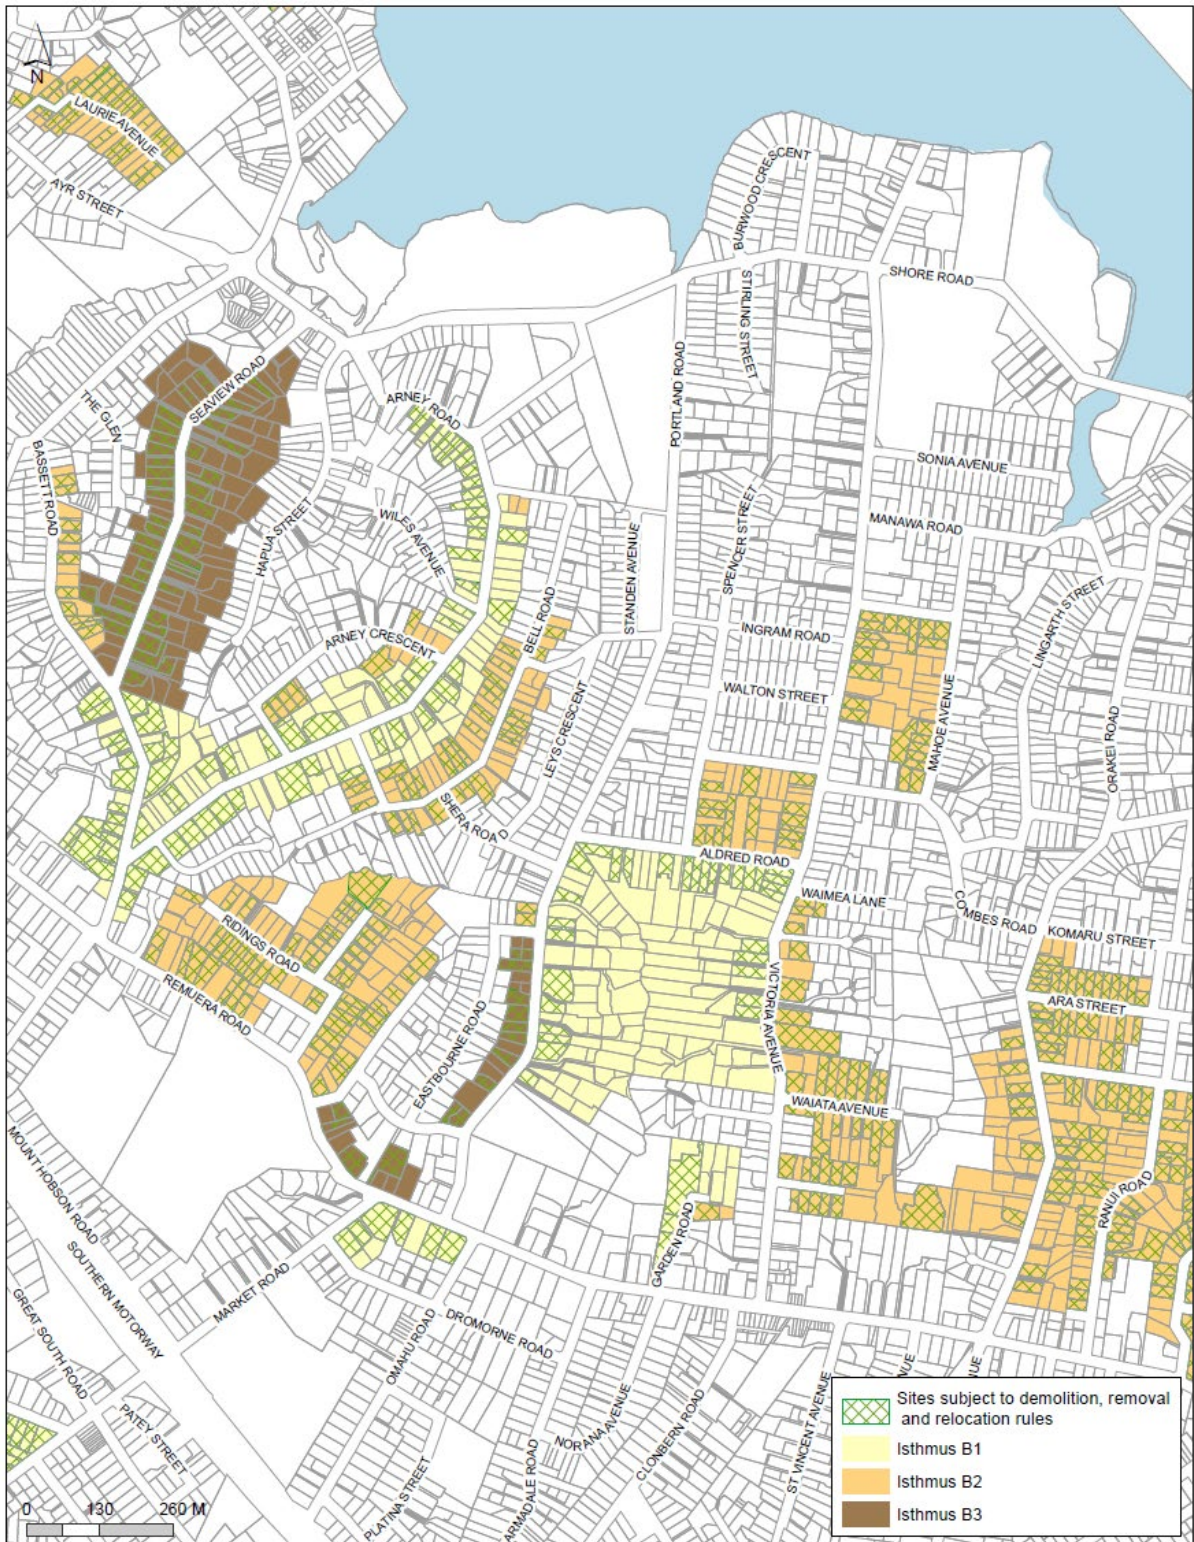 N
LAURIE AVENUE
AYR STREET
BURWOOD CRESCENT
STIRLING STREET
SHORE ROAD
PORTLAND ROAD
SEAVIEW ROAD
THE GLEN
BASSETT ROAD
ARNEY ROAD
HAPUA STREET
WILES AVENUE
SONIA AVENUE
MANAWA ROAD
SPENCER STREET
STANDEN AVENUE
BELL ROAD
ARNEY CRESCENT
INGRAM ROAD
LINGARTH STREET
WALTON STREET
MAHOE AVENUE
ORAKEI ROAD
LEYS CRESCENT
SHERA ROAD
ALDRED ROAD
WAIMEA LANE
COMBES ROAD
KOMARU STREET
RIDINGS ROAD
REMUERA ROAD
VICTORIA AVENUE
ARA STREET
EASTBOURNE ROAD
WAIATA AVENUE
RANUI ROAD
GARDEN ROAD
MOUNT HOBSON ROAD
SOUTHERN MOTORWAY
MARKET ROAD
GREAT SOUTH ROAD
OMAHU ROAD
DROMORNE ROAD
PATEY STREET
NORANA AVENUE
CLONBERN ROAD
ST VINCENT AVENUE
ENUE
ENUE
PLATINA STREET
ARMADALE ROAD
Sites subject to demolition, removal
and relocation rules
Isthmus B1
Isthmus B2
Isthmus B3
0 130 260 M